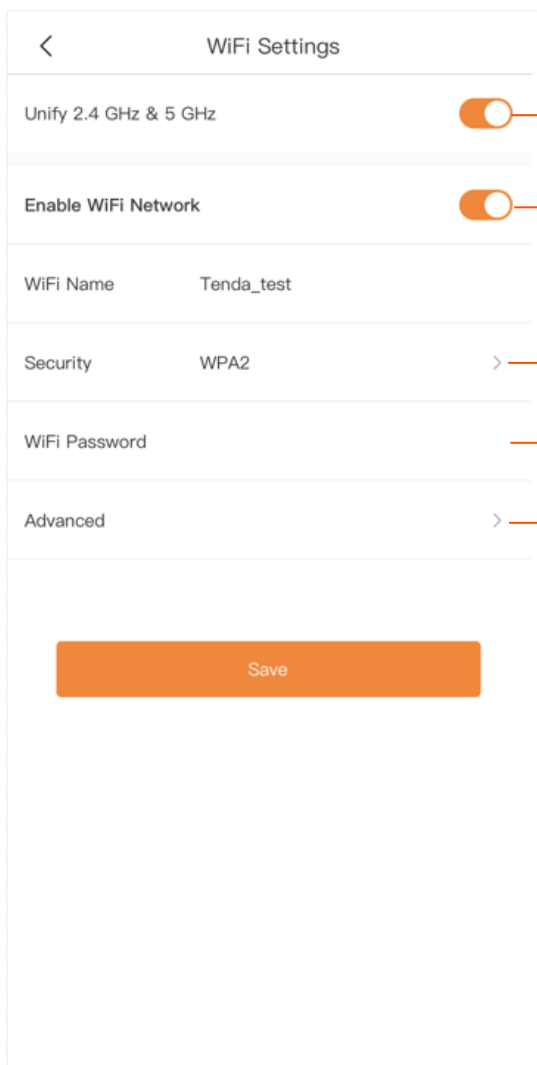 WiFi Settings
Unify 2.4 GHz & 5 GHz
Enable WiFi Network
WiFi Name Tenda_test
Security WPA2
WiFi Password
Advanced
Save